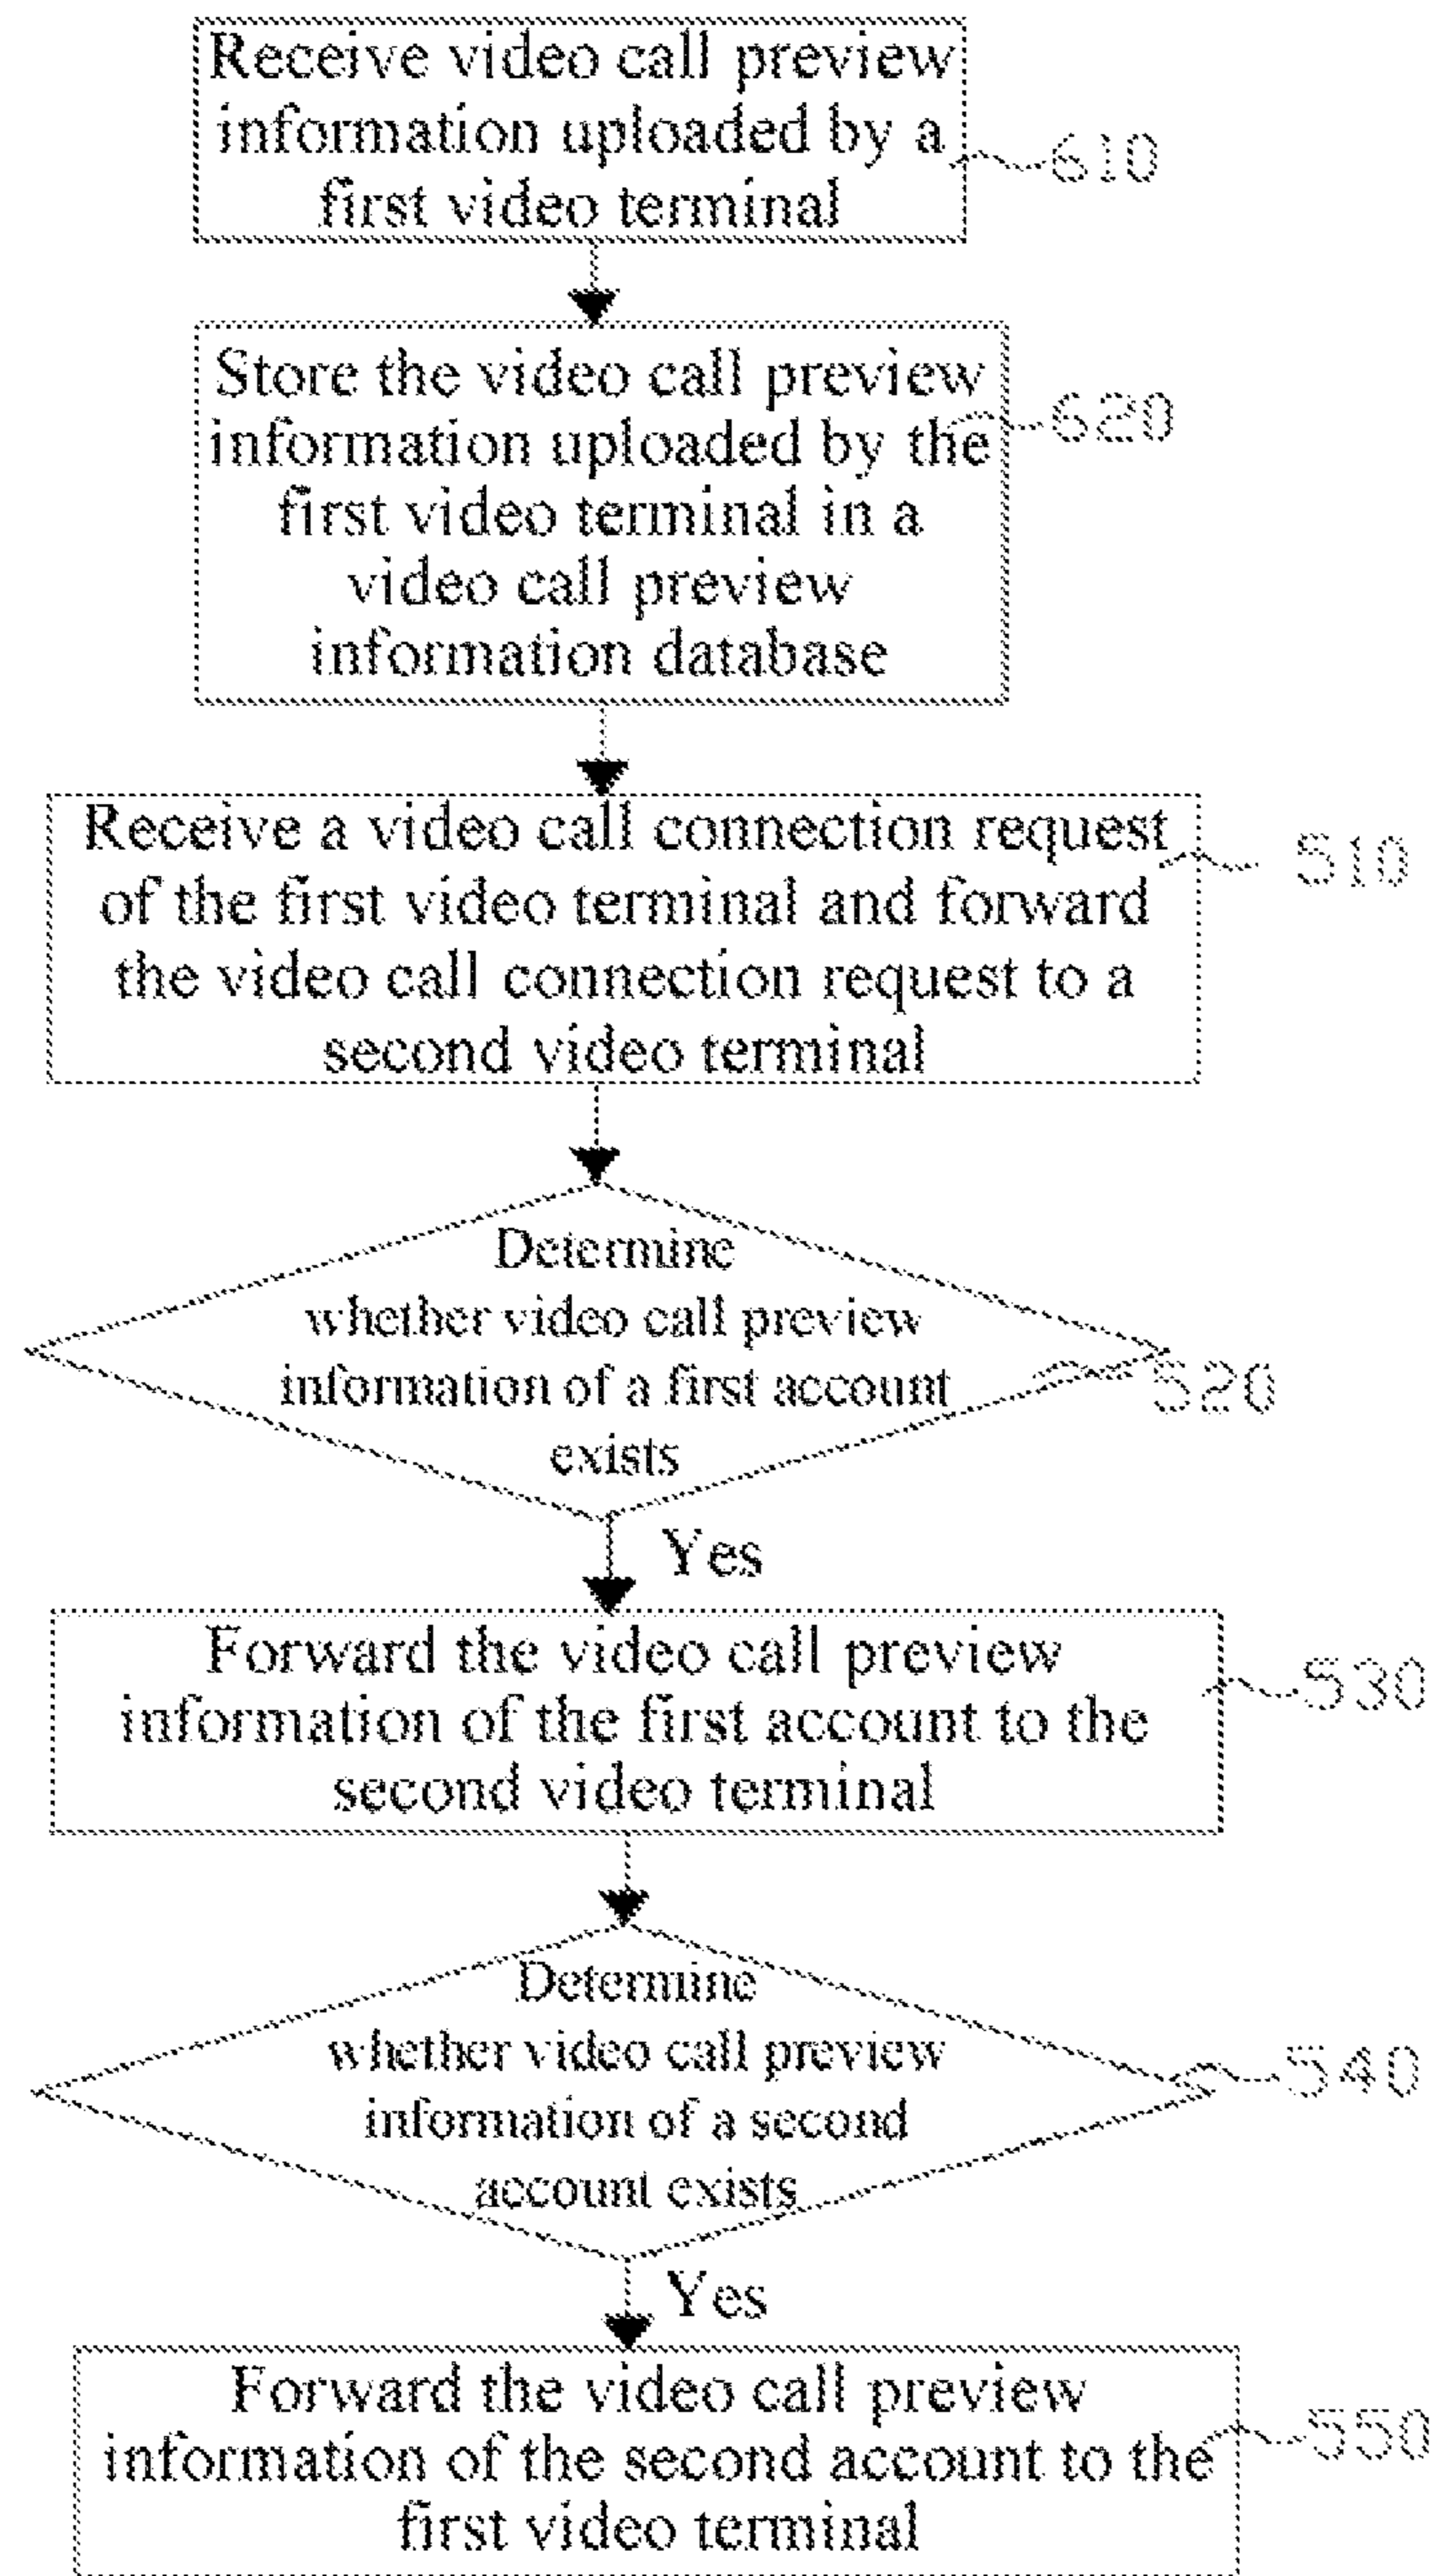 Receive video call preview
information uploaded by a
first video terminal
610
Store the video call preview
information uploaded by the
first video terminal in a
video call preview
information database
620
Receive a video call connection request
of the first video terminal and forward
the video call connection request to a
second video terminal
510
Determine
whether video call preview
information of a first account
exists
520
Yes
Forward the video call preview
information of the first account to the
second video terminal
530
Determine
whether video call preview
information of a second
account exists
540
Yes
Forward the video call preview
information of the second account to the
first video terminal
550